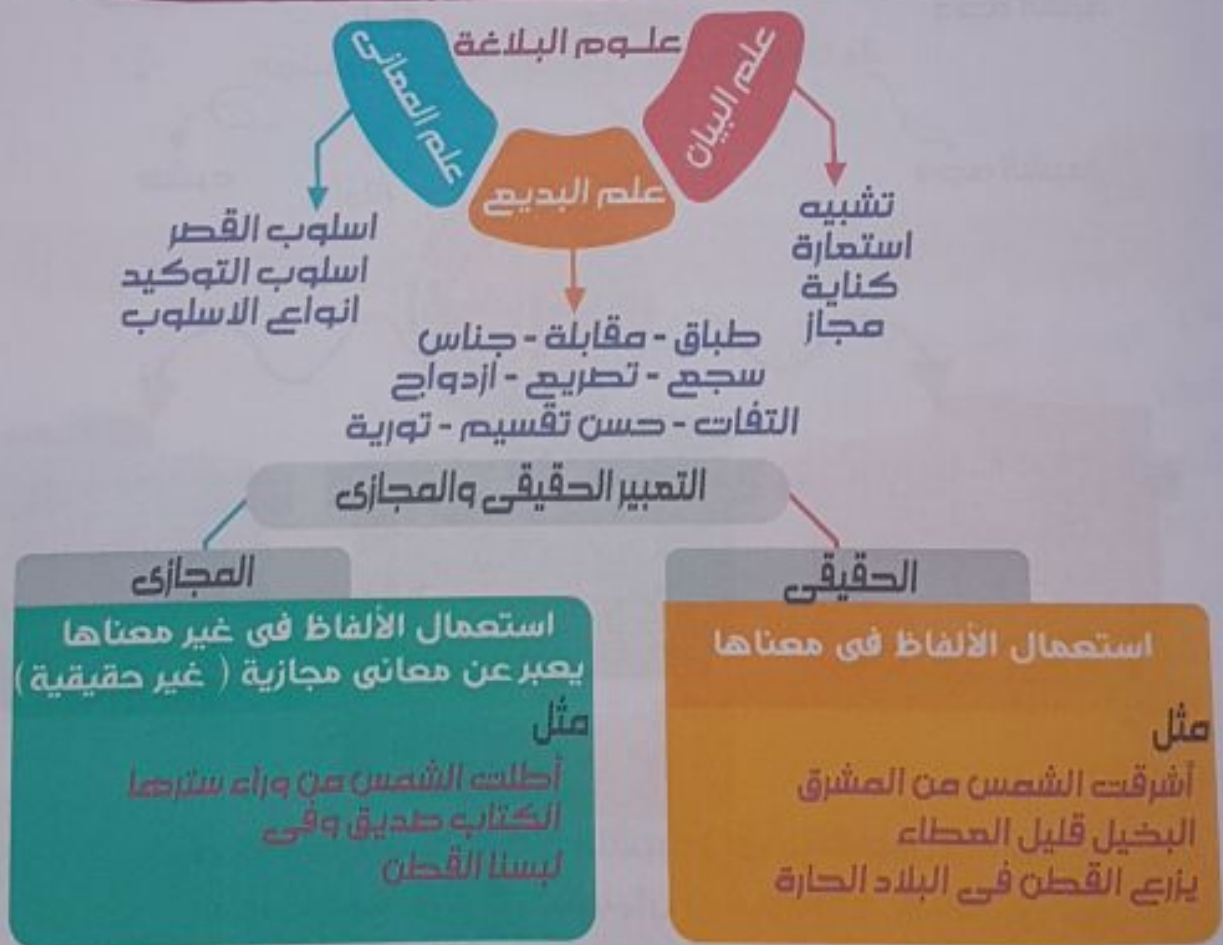 علوم البلاغة
علم البيان
علم البديع
علم المعانى
تشبيه
استعارة
كناية
مجاز
طباق - مقابلة - جناس
سجع - تصريع - ازدواج
التفات - حسن تقسيم - تورية
اسلوب القصر
اسلوب التوكيد
انواع الاسلوب
التعبير الحقيقى والمجازى
الحقيقى
استعمال الألفاظ فى معناها
مثل
أشرقت الشمس من المشرق
البخيل قليل العطاء
يزرع القطن فى البلاد الحارة
المجازى
استعمال الألفاظ فى غير معناها
يعبر عن معانى مجازية ( غير حقيقية )
مثل
أطلت الشمس من وراء سترها
الكتاب صديق وفى
لبسنا القطن